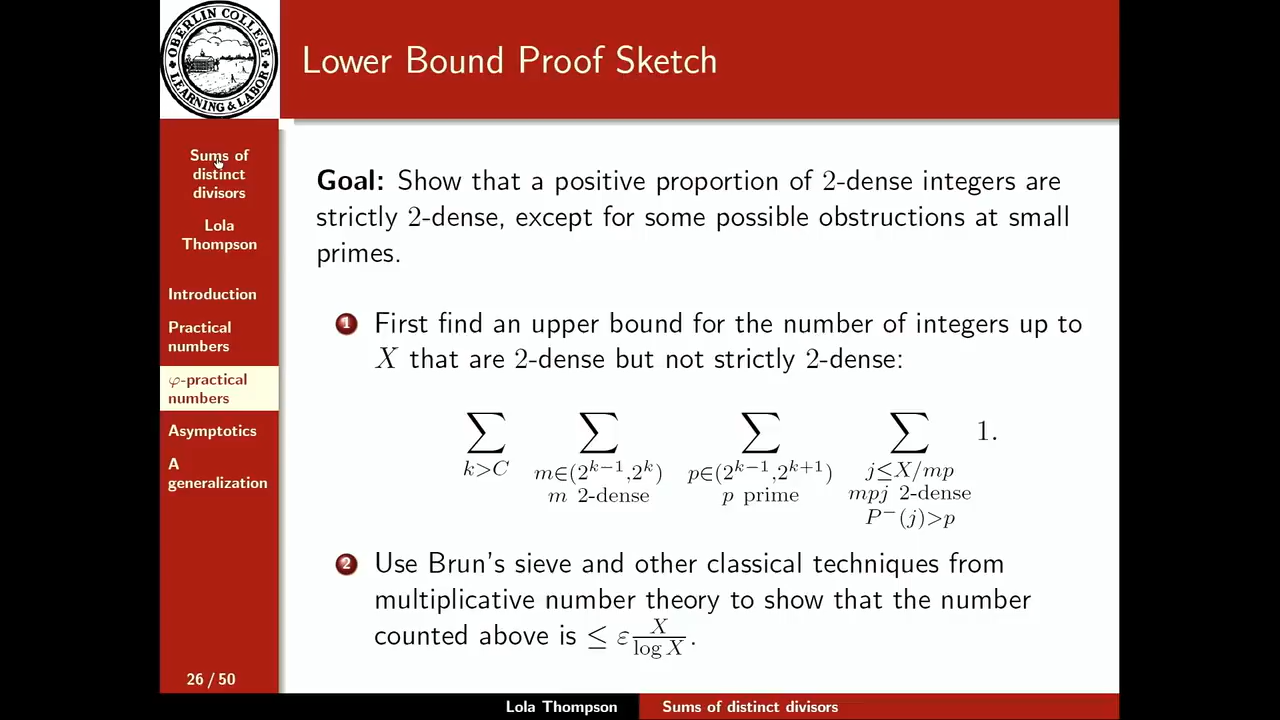 OBERLIN COLLEGE
LEARNING & LABOR
Lower Bound Proof Sketch
Sums of
distinct
divisors
Lola
Thompson
Introduction
Practical
numbers
φ-practical
numbers
Asymptotics
A
generalization
26 / 50
Goal: Show that a positive proportion of 2-dense integers are
strictly 2-dense, except for some possible obstructions at small
primes.
1 First find an upper bound for the number of integers up to
X that are 2-dense but not strictly 2-dense:
∑ ∑ ∑ ∑ 1.
k>C m∈(2^{k−1},2^k) p∈(2^{k−1},2^{k+1}) j≤X/mp
m 2-dense p prime mpj 2-dense
P^−(j)>p
2 Use Brun's sieve and other classical techniques from
multiplicative number theory to show that the number
counted above is ≤ ε X/log X.
Lola Thompson Sums of distinct divisors